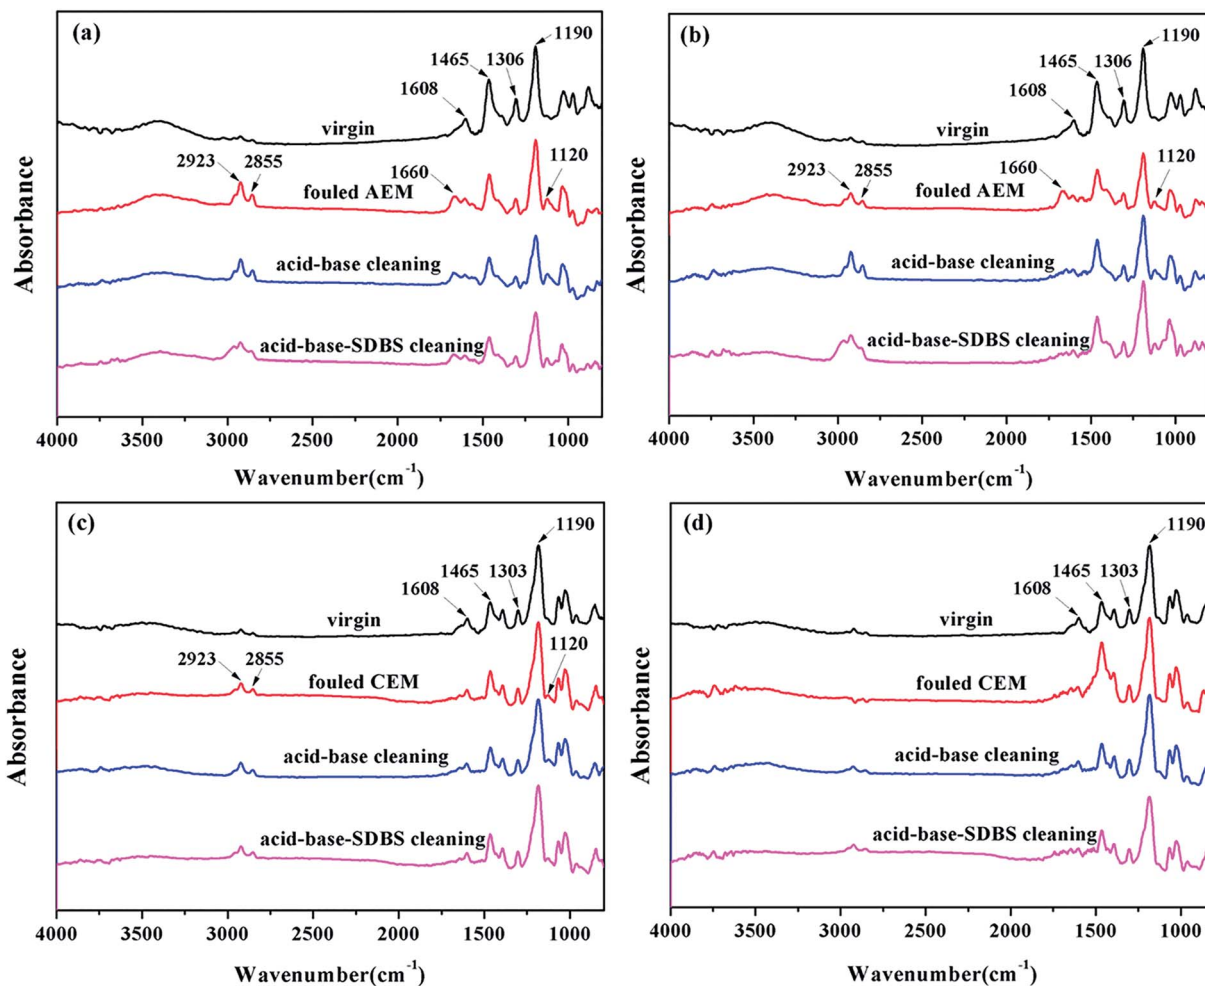 (a)
1190
1465
1306
1608
virgin
2923
2855
1660
1120
fouled AEM
acid-base cleaning
acid-base-SDBS cleaning
Absorbance
4000 3500 3000 2500 2000 1500 1000
Wavenumber(cm⁻¹)
(b)
1190
1465
1306
1608
virgin
2923
2855
1660
1120
fouled AEM
acid-base cleaning
acid-base-SDBS cleaning
Absorbance
4000 3500 3000 2500 2000 1500 1000
Wavenumber(cm⁻¹)
(c)
1190
1465
1303
1608
virgin
2923
2855
1120
fouled CEM
acid-base cleaning
acid-base-SDBS cleaning
Absorbance
4000 3500 3000 2500 2000 1500 1000
Wavenumber(cm⁻¹)
(d)
1190
1465
1303
1608
virgin
fouled CEM
acid-base cleaning
acid-base-SDBS cleaning
Absorbance
4000 3500 3000 2500 2000 1500 1000
Wavenumber(cm⁻¹)